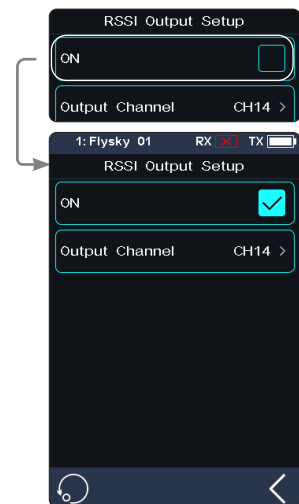 RSSI Output Setup
ON
Output Channel CH14 >
1: Flysky 01 RX TX
RSSI Output Setup
ON
Output Channel CH14 >